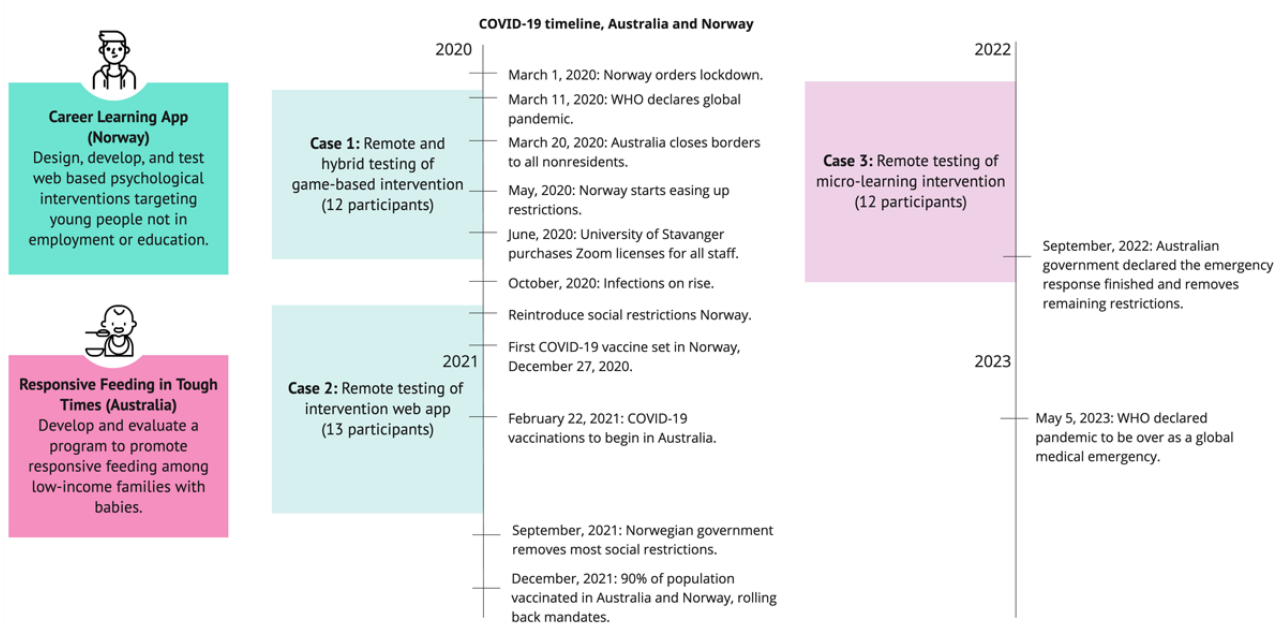 COVID-19 timeline, Australia and Norway
Career Learning App
(Norway)
Design, develop, and test
web based psychological
interventions targeting
young people not in
employment or education.
Responsive Feeding in Tough
Times (Australia)
Develop and evaluate a
program to promote
responsive feeding among
low-income families with
babies.
2020
Case 1: Remote and
hybrid testing of
game-based intervention
(12 participants)
2021
Case 2: Remote testing of
intervention web app
(13 participants)
March 1, 2020: Norway orders lockdown.
March 11, 2020: WHO declares global
pandemic.
March 20, 2020: Australia closes borders
to all nonresidents.
May, 2020: Norway starts easing up
restrictions.
June, 2020: University of Stavanger
purchases Zoom licenses for all staff.
October, 2020: Infections on rise.
Reintroduce social restrictions Norway.
First COVID-19 vaccine set in Norway,
December 27, 2020.
February 22, 2021: COVID-19
vaccinations to begin in Australia.
September, 2021: Norwegian government
removes most social restrictions.
December, 2021: 90% of population
vaccinated in Australia and Norway, rolling
back mandates.
2022
Case 3: Remote testing of
micro-learning intervention
(12 participants)
September, 2022: Australian
government declared the emergency
response finished and removes
remaining restrictions.
2023
May 5, 2023: WHO declared
pandemic to be over as a global
medical emergency.